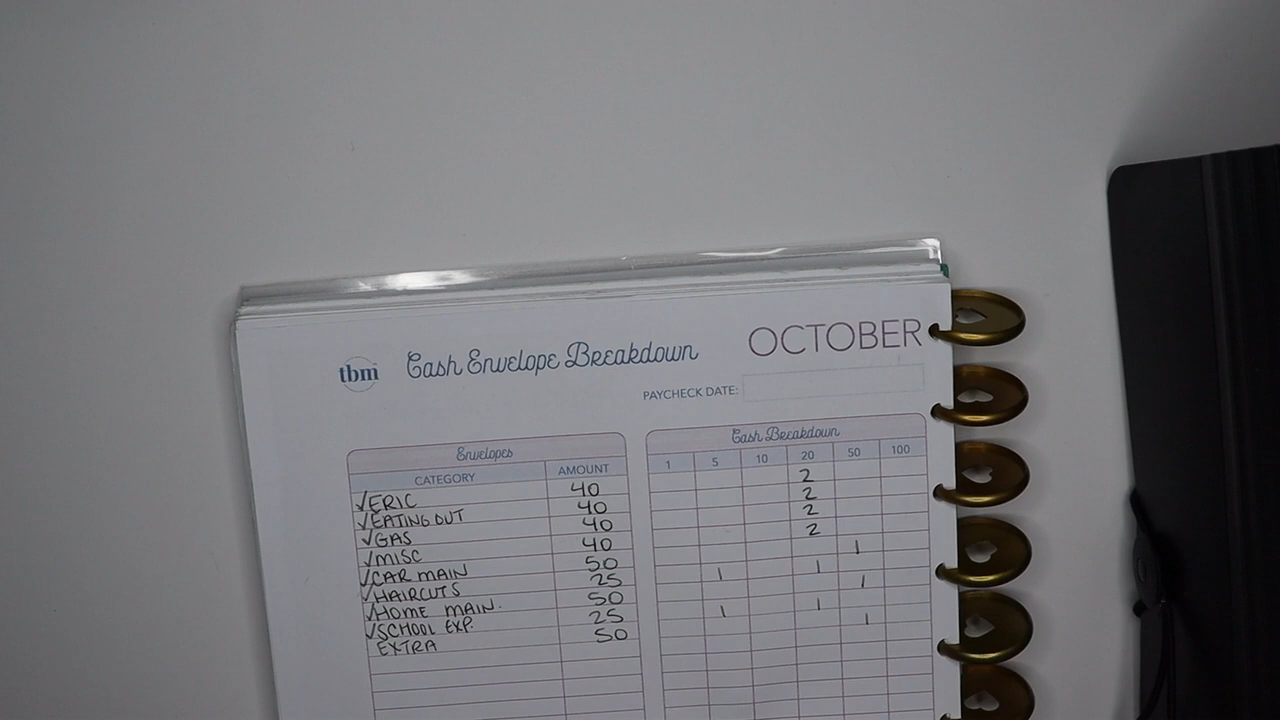 tbm Cash Envelope Breakdown OCTOBER
PAYCHECK DATE:
Envelopes
CATEGORY AMOUNT
✓ERIC 40
✓EATING OUT 40
✓GAS 40
✓MISC 40
✓CAR MAIN 50
✓HAIRCUTS 25
✓HOME MAIN. 50
✓SCHOOL EXP. 25
EXTRA 50
Cash Breakdown
1 5 10 20 50 100
2
2
2
2
1
1 1
1
1 1
1